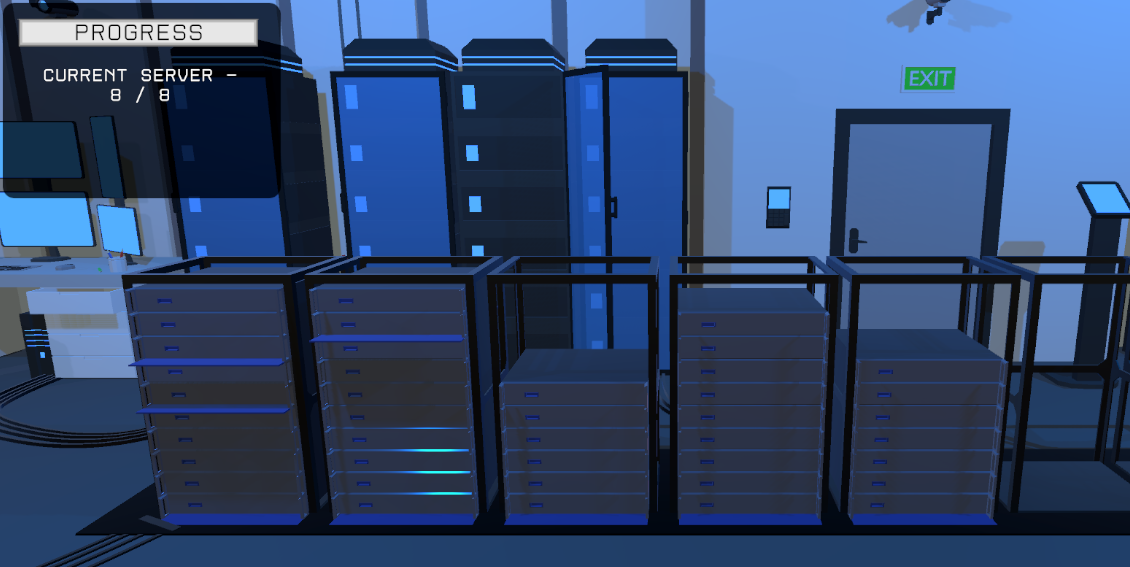 PROGRESS
CURRENT SERVER -
8 / 8
EXIT